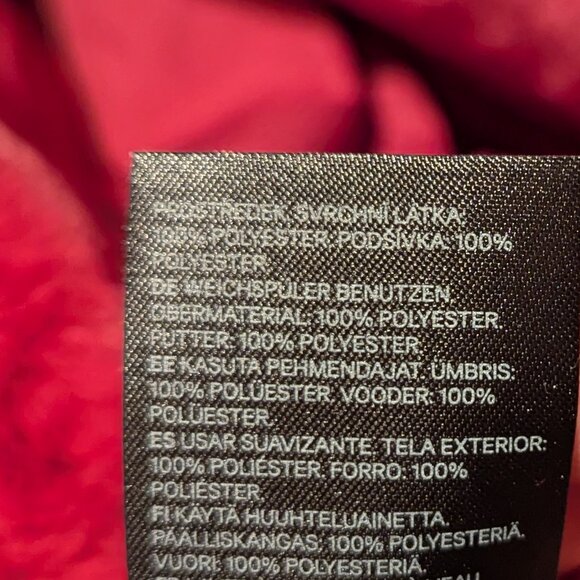 PROSTŘEDEK. SVRCHNÍ LÁTKA:
100% POLYESTER. PODŠÍVKA: 100%
POLYESTER.
DE WEICHSPÜLER BENUTZEN.
OBERMATERIAL: 100% POLYESTER.
FUTTER: 100% POLYESTER.
EE KASUTA PEHMENDAJAT. ÜMBRIS:
100% POLÜESTER. VOODER: 100%
POLÜESTER.
ES USAR SUAVIZANTE. TELA EXTERIOR:
100% POLIÉSTER. FORRO: 100%
POLIÉSTER.
FI KÄYTÄ HUUHTELUAINETTA.
PÄÄLLISKANGAS: 100% POLYESTERIÄ.
VUORI: 100% POLYESTERIÄ.